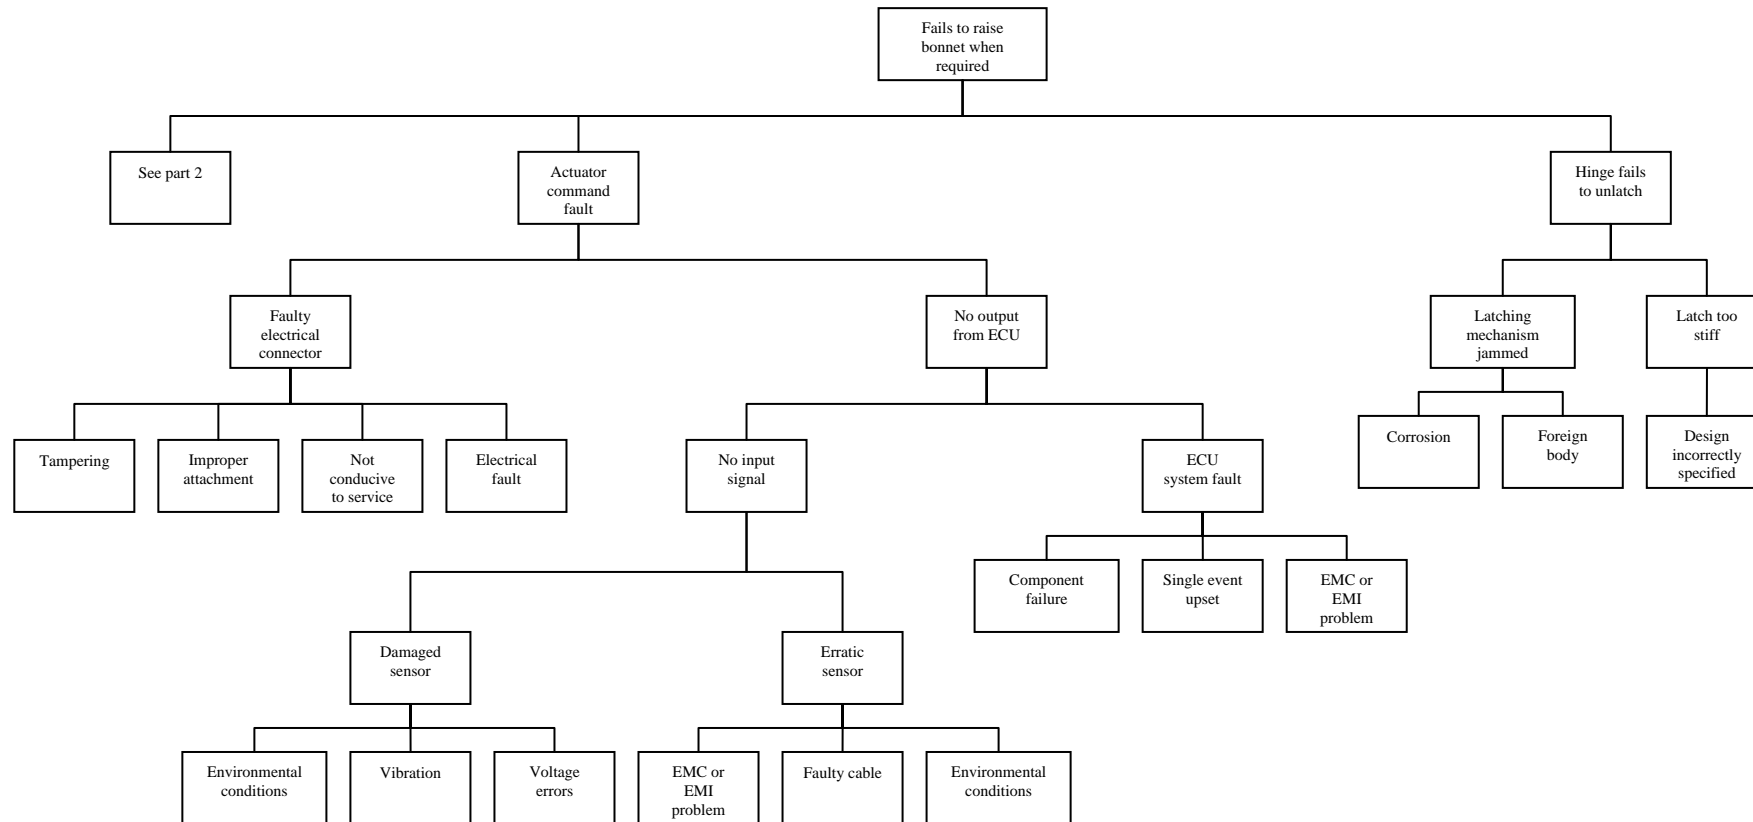 Fails to raise
bonnet when
required
See part 2
Actuator
command
fault
Hinge fails
to unlatch
Faulty
electrical
connector
No output
from ECU
Latching
mechanism
jammed
Latch too
stiff
Tampering
Improper
attachment
Not
conducive
to service
Electrical
fault
No input
signal
ECU
system fault
Corrosion
Foreign
body
Design
incorrectly
specified
Component
failure
Single event
upset
EMC or
EMI
problem
Damaged
sensor
Erratic
sensor
Environmental
conditions
Vibration
Voltage
errors
EMC or
EMI
problem
Faulty cable
Environmental
conditions